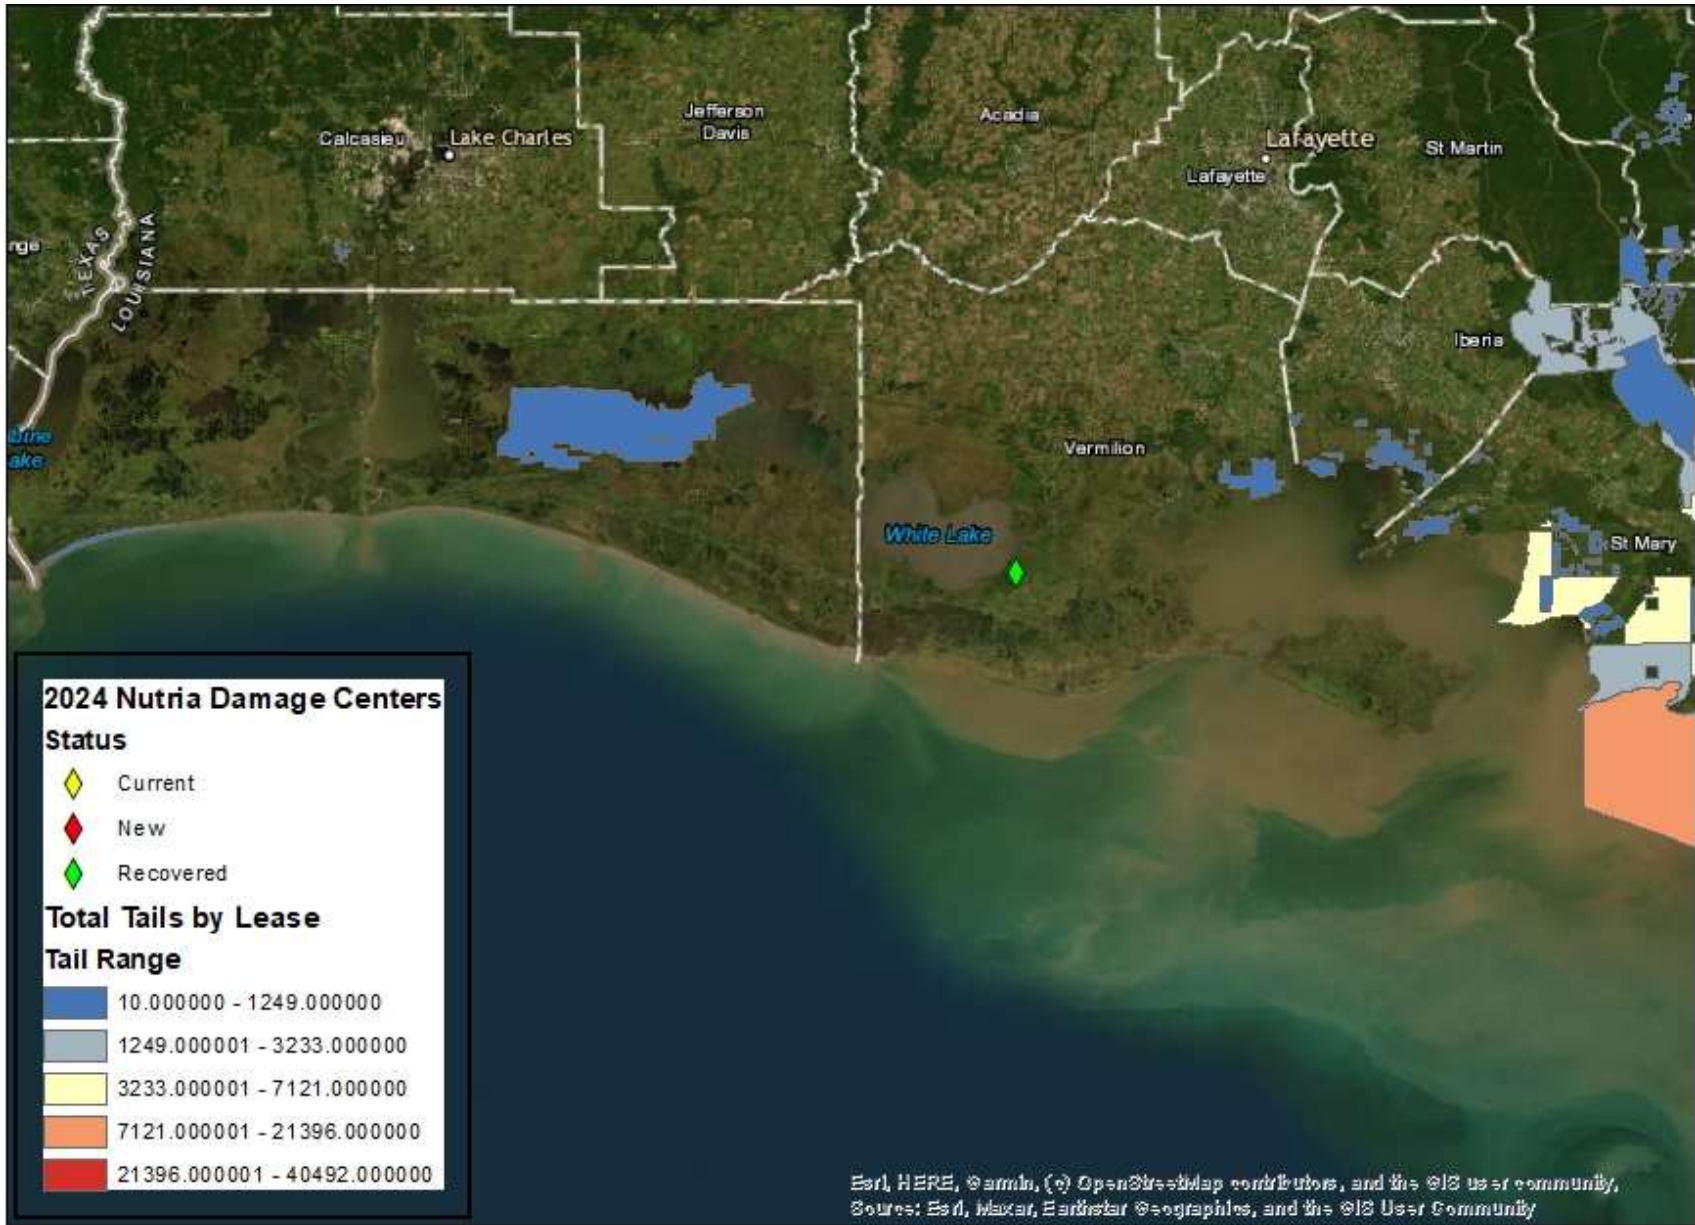 Jefferson
Davis
Acadia
Calcasieu
Lake Charles
Lafayette
St Martin
Lafayette
nge
TEXAS
LOUISIANA
Iberia
Vermilion
ake
White Lake
St Mary
2024 Nutria Damage Centers
Status
Current
New
Recovered
Total Tails by Lease
Tail Range
10.000000 - 1249.000000
1249.000001 - 3233.000000
3233.000001 - 7121.000000
7121.000001 - 21396.000000
21396.000001 - 40492.000000
Esri, HERE, Garmin, (c) OpenStreetMap contributors, and the GIS user community,
Source: Esri, Maxar, Earthstar Geographics, and the GIS User Community